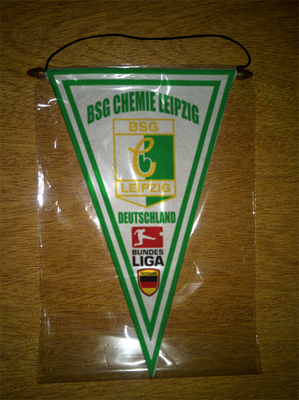 BSG CHEMIE LEIPZIG
BSG
LEIPZIG
DEUTSCHLAND
BUNDES
LIGA